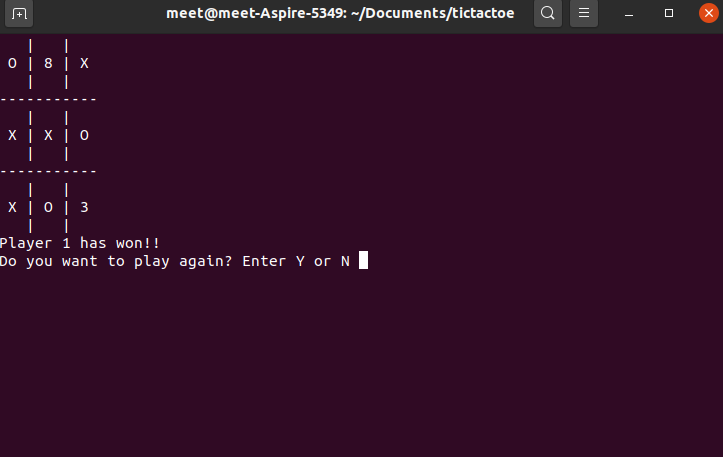 meet@meet-Aspire-5349: ~/Documents/tictactoe
   |   |
 O | 8 | X
   |   |
-----------
   |   |
 X | X | O
   |   |
-----------
   |   |
 X | O | 3
   |   |
Player 1 has won!!
Do you want to play again? Enter Y or N